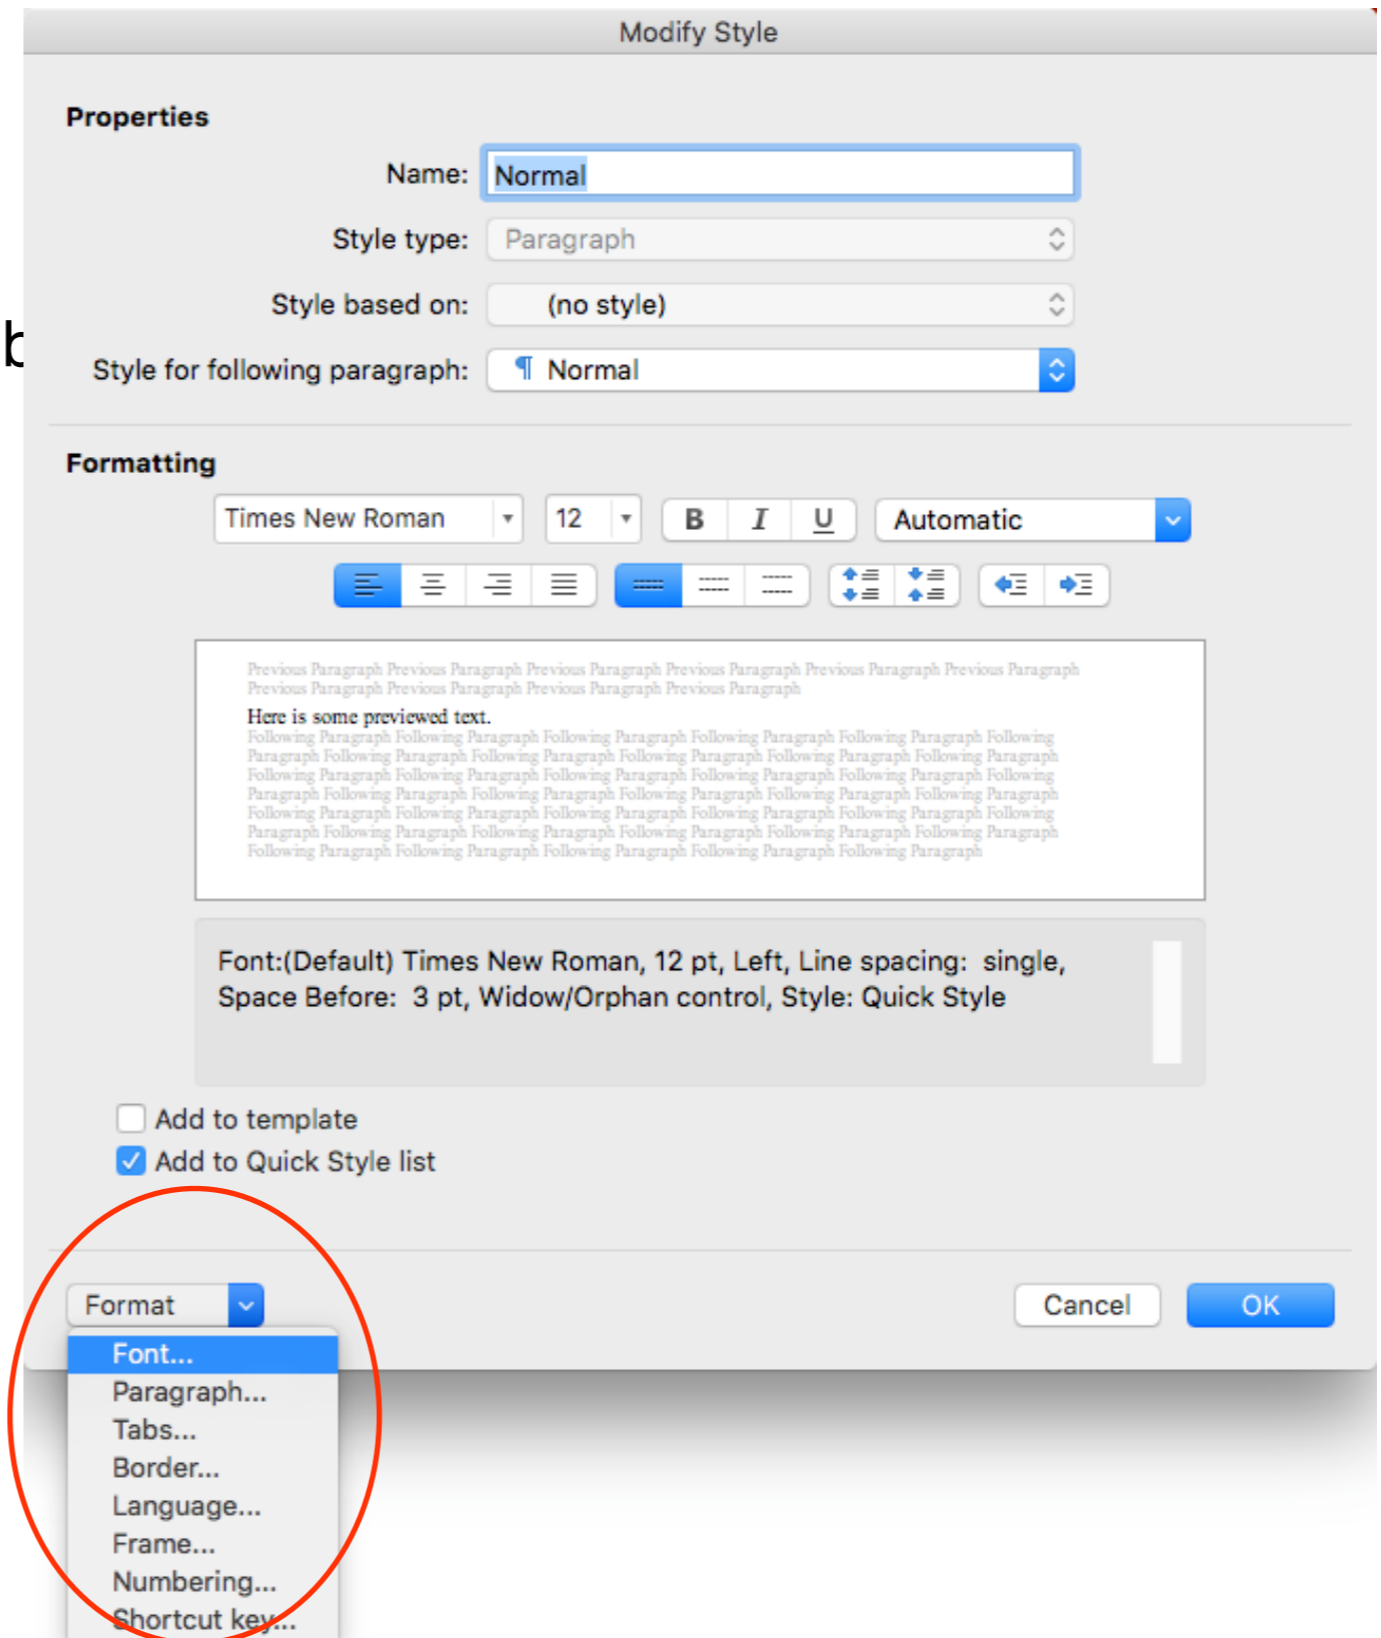 Modify Style
Properties
Name: Normal
Style type: Paragraph
Style based on: (no style)
b
Style for following paragraph: ¶ Normal
Formatting
Times New Roman 12 B I U Automatic
Previous Paragraph Previous Paragraph Previous Paragraph Previous Paragraph Previous Paragraph Previous Paragraph
Previous Paragraph Previous Paragraph Previous Paragraph Previous Paragraph
Here is some previewed text.
Following Paragraph Following Paragraph Following Paragraph Following Paragraph Following Paragraph Following
Paragraph Following Paragraph Following Paragraph Following Paragraph Following Paragraph Following Paragraph
Following Paragraph Following Paragraph Following Paragraph Following Paragraph Following Paragraph Following
Paragraph Following Paragraph Following Paragraph Following Paragraph Following Paragraph Following Paragraph
Following Paragraph Following Paragraph Following Paragraph Following Paragraph Following Paragraph Following
Paragraph Following Paragraph Following Paragraph Following Paragraph Following Paragraph Following Paragraph
Following Paragraph Following Paragraph Following Paragraph Following Paragraph Following Paragraph
Font:(Default) Times New Roman, 12 pt, Left, Line spacing:  single,
Space Before:  3 pt, Widow/Orphan control, Style: Quick Style
Add to template
Add to Quick Style list
Format Cancel OK
Font...
Paragraph...
Tabs...
Border...
Language...
Frame...
Numbering...
Shortcut key...